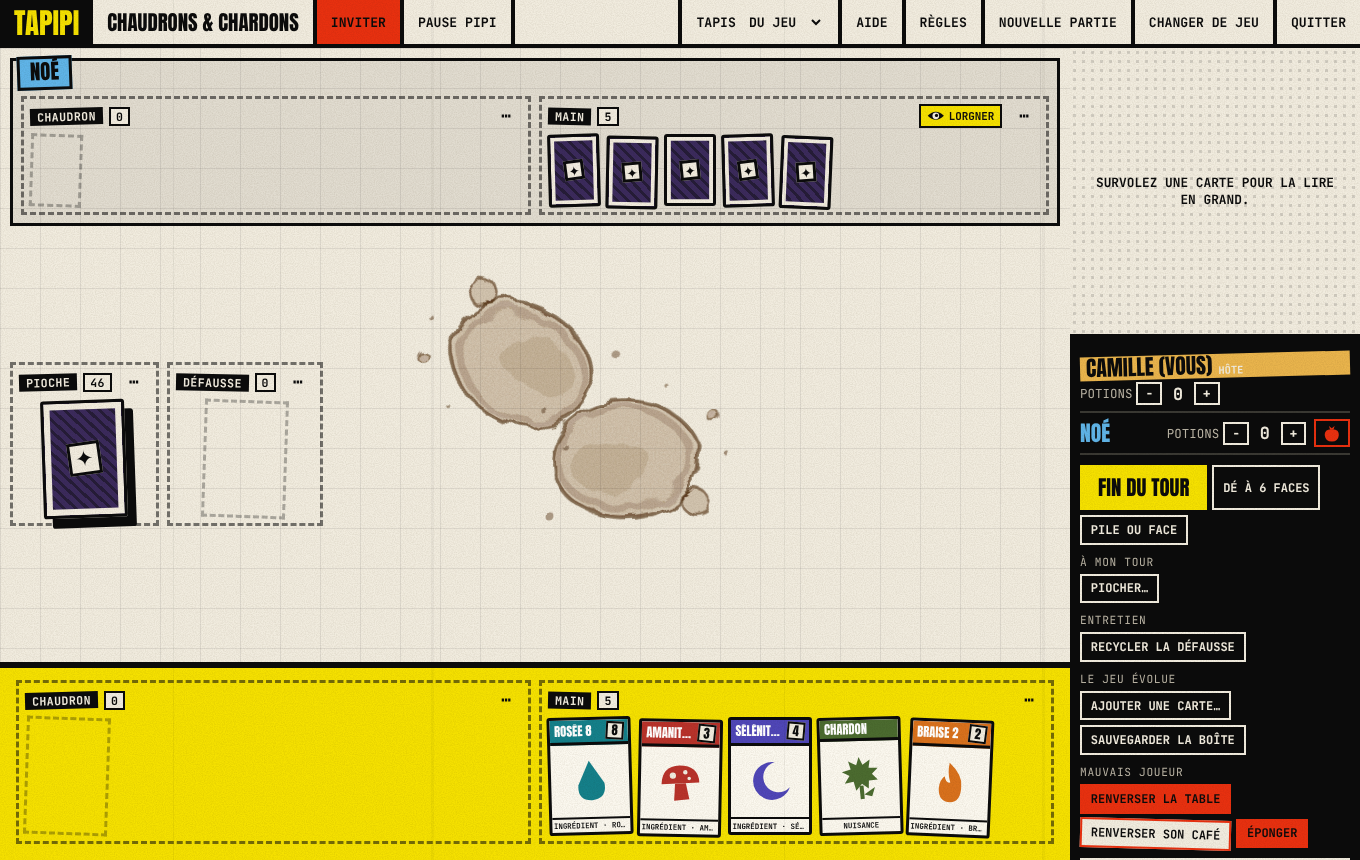 TAPIPI
CHAUDRONS & CHARDONS
INVITER
PAUSE PIPI
TAPIS DU JEU
AIDE
RÈGLES
NOUVELLE PARTIE
CHANGER DE JEU
QUITTER
NOÉ
CHAUDRON 0 …
MAIN 5
LORGNER …
SURVOLEZ UNE CARTE POUR LA LIRE
EN GRAND.
PIOCHE 46 …
DÉFAUSSE 0 …
CAMILLE (VOUS) HÔTE
POTIONS - 0 +
NOÉ POTIONS - 0 +
FIN DU TOUR
DÉ À 6 FACES
PILE OU FACE
À MON TOUR
PIOCHER…
ENTRETIEN
RECYCLER LA DÉFAUSSE
LE JEU ÉVOLUE
AJOUTER UNE CARTE…
SAUVEGARDER LA BOÎTE
MAUVAIS JOUEUR
RENVERSER LA TABLE
RENVERSER SON CAFÉ
ÉPONGER
CHAUDRON 0 …
MAIN 5 …
ROSÉE 8 8
INGRÉDIENT · RO…
AMANIT… 3
INGRÉDIENT · AM…
SÉLÉNIT… 4
INGRÉDIENT · SÉ…
CHARDON
NUISANCE
BRAISE 2 2
INGRÉDIENT · BR…